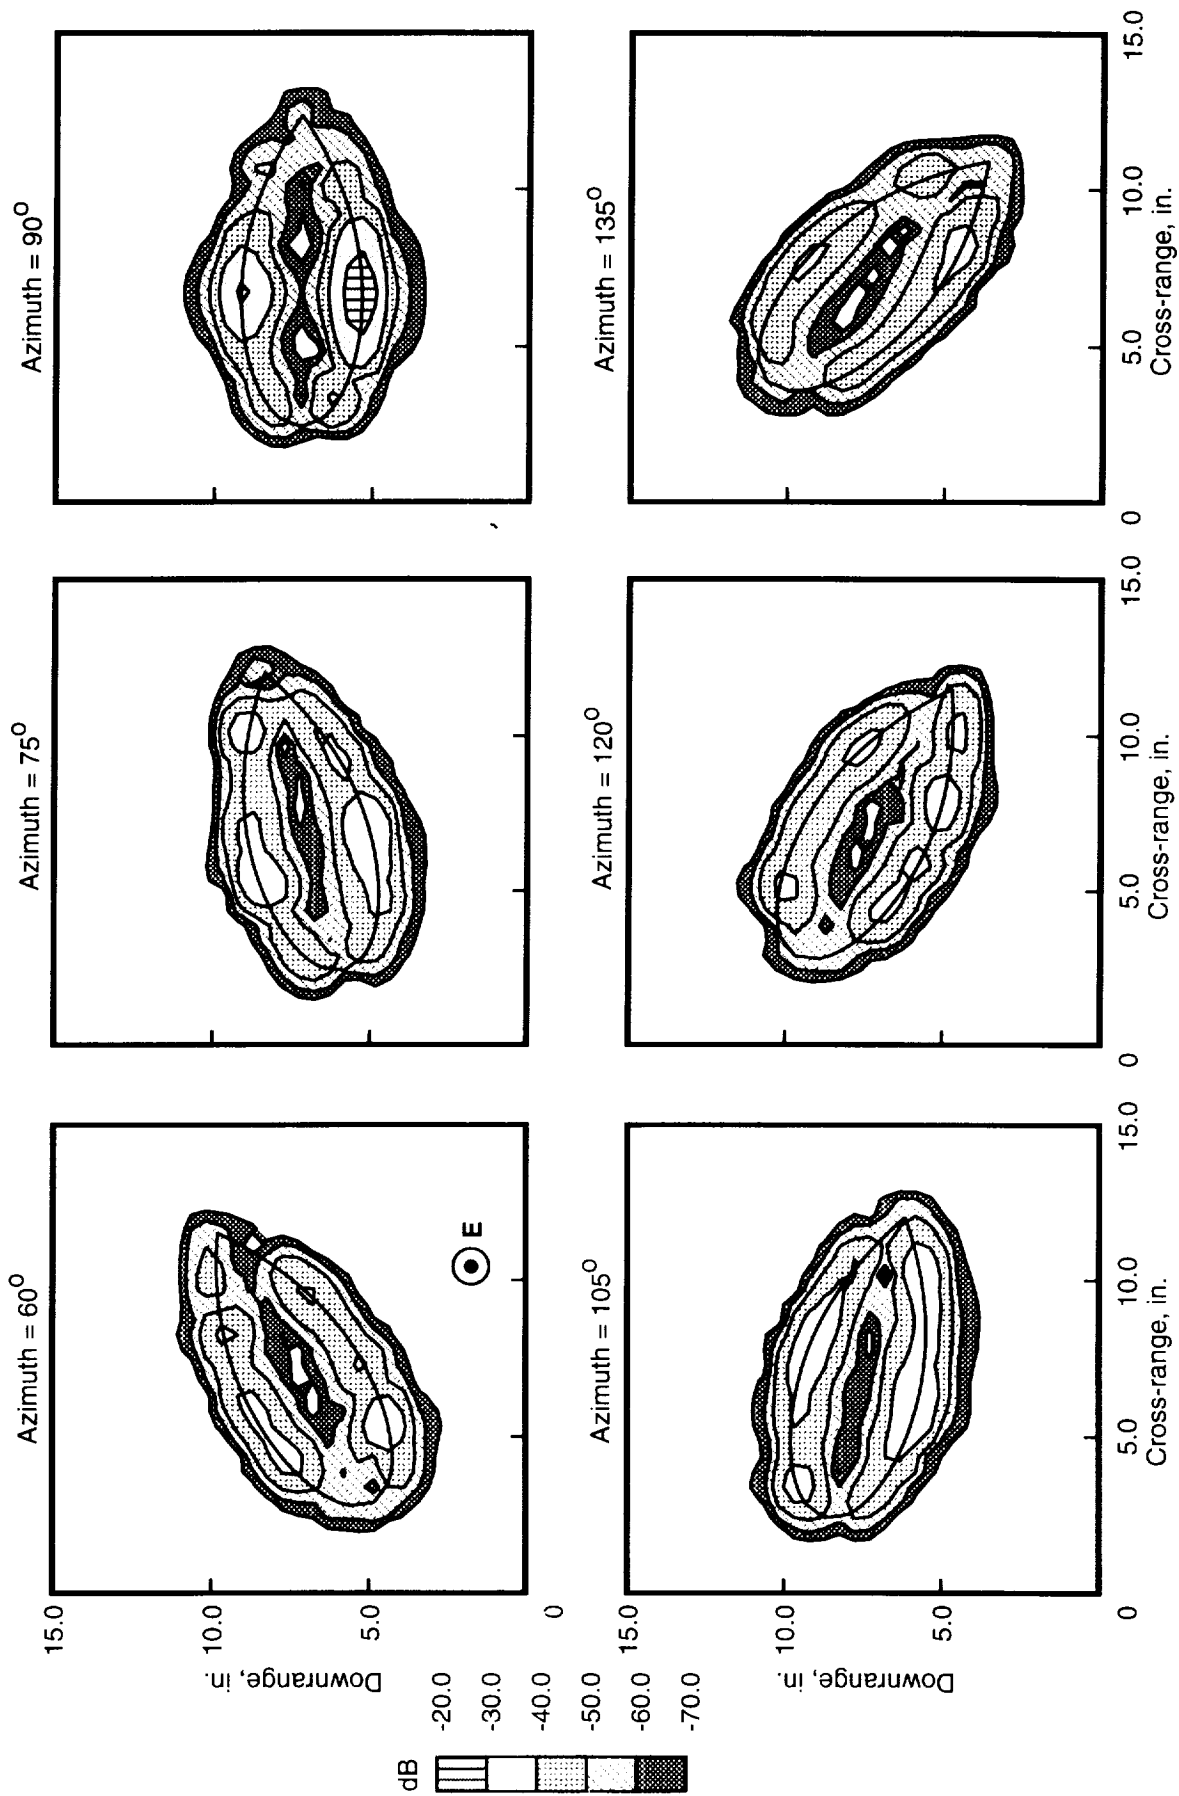 Azimuth = 60°
Azimuth = 75°
Azimuth = 90°
15.0
10.0
5.0
0
Downrange, in.
E
Azimuth = 105°
Azimuth = 120°
Azimuth = 135°
15.0
10.0
5.0
Downrange, in.
0
5.0
10.0
15.0
0
5.0
10.0
15.0
0
5.0
10.0
15.0
Cross-range, in.
Cross-range, in.
Cross-range, in.
dB
-20.0
-30.0
-40.0
-50.0
-60.0
-70.0